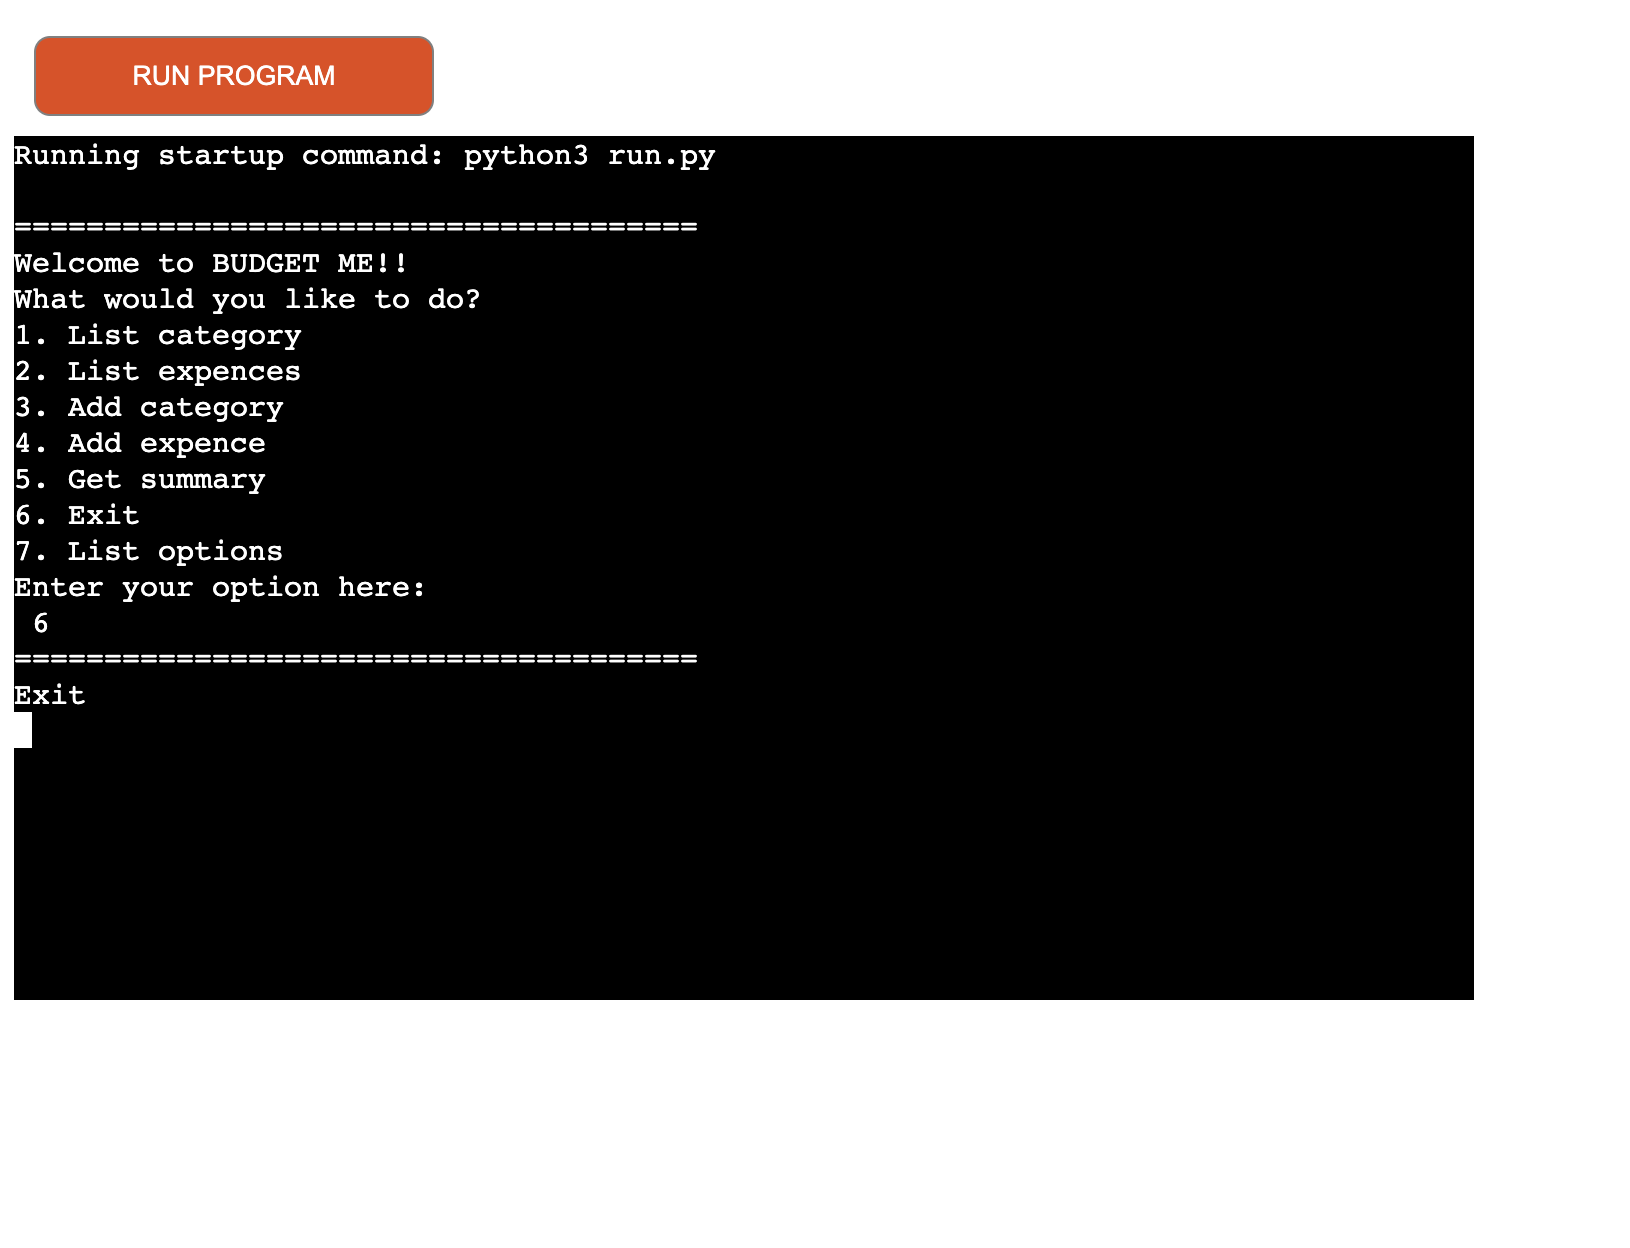 RUN PROGRAM
Running startup command: python3 run.py
======================================
Welcome to BUDGET ME!!
What would you like to do?
1. List category
2. List expences
3. Add category
4. Add expence
5. Get summary
6. Exit
7. List options
Enter your option here:
 6
======================================
Exit